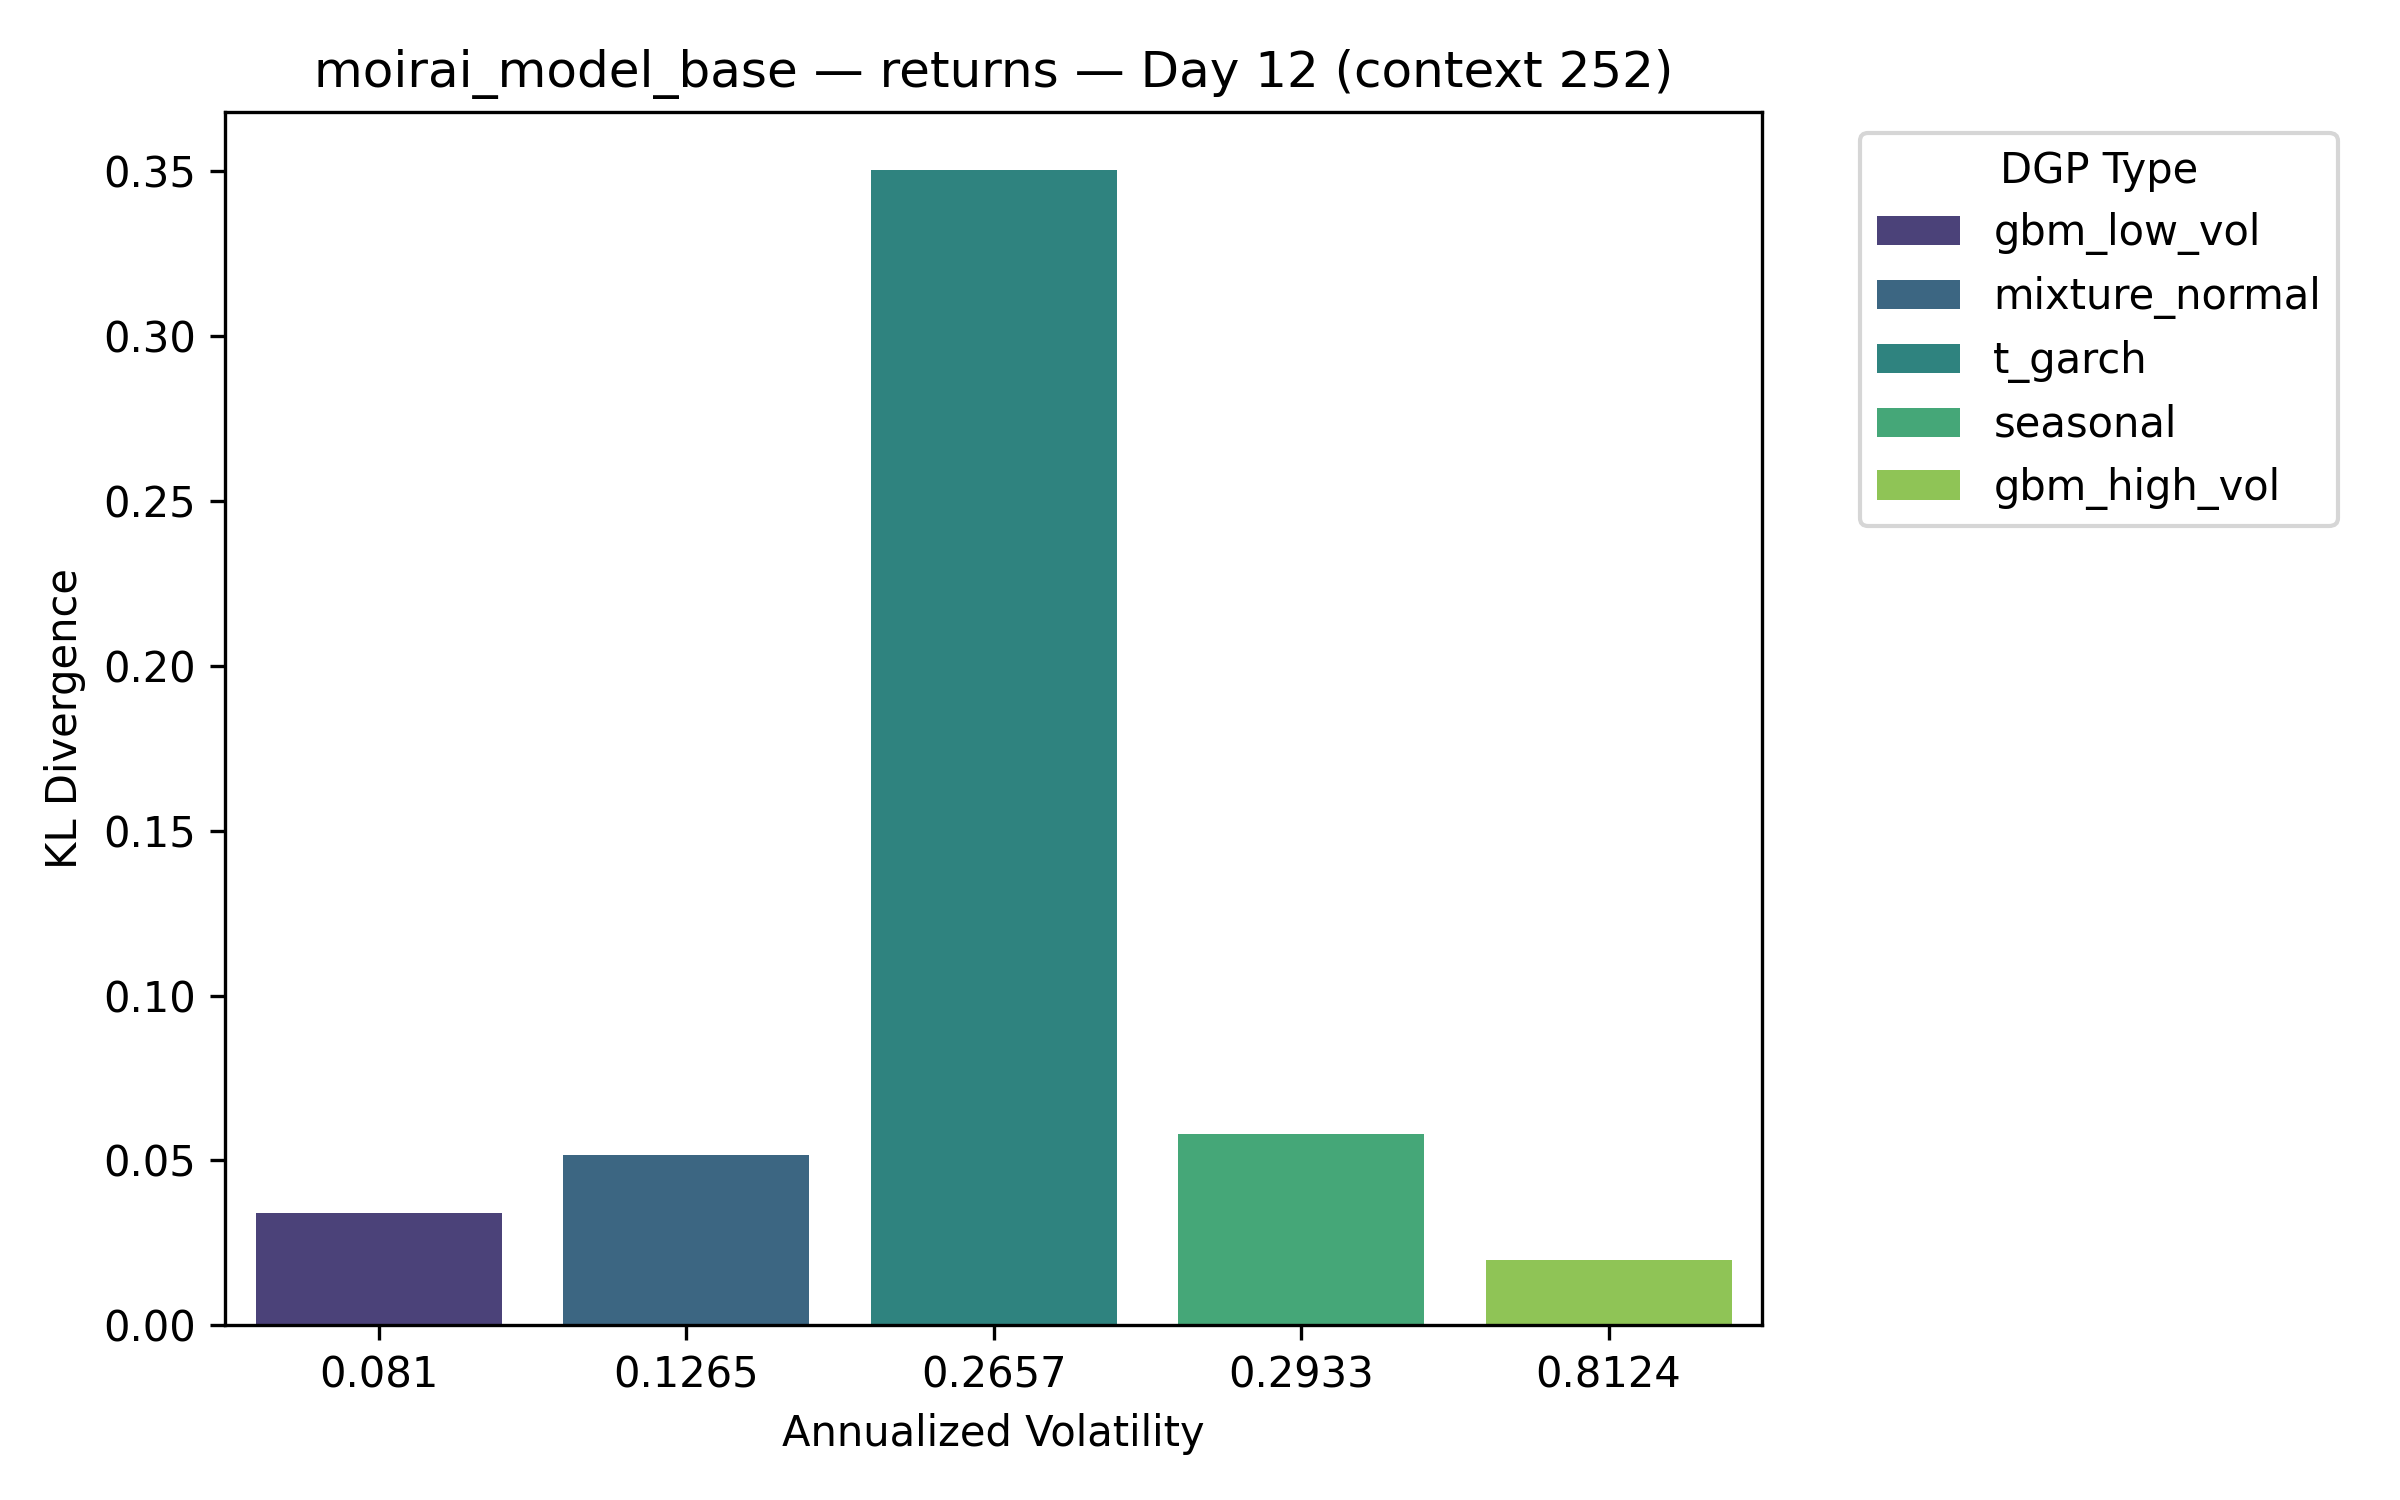 moirai_model_base — returns — Day 12 (context 252)
KL Divergence
0.35
0.30
0.25
0.20
0.15
0.10
0.05
0.00
0.081
0.1265
0.2657
0.2933
0.8124
Annualized Volatility
DGP Type
gbm_low_vol
mixture_normal
t_garch
seasonal
gbm_high_vol